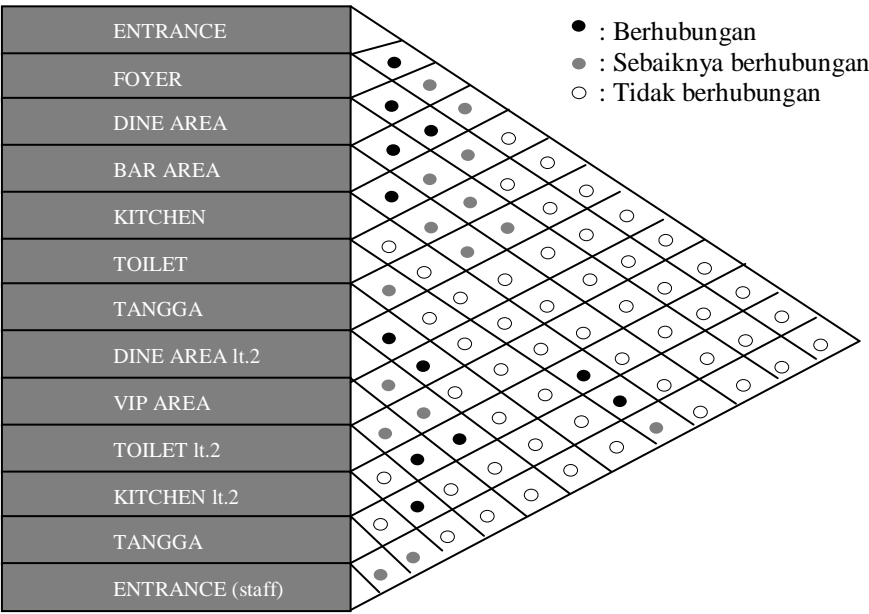 ENTRANCE
FOYER
DINE AREA
BAR AREA
KITCHEN
TOILET
TANGGA
DINE AREA lt.2
VIP AREA
TOILET lt.2
KITCHEN lt.2
TANGGA
ENTRANCE (staff)
: Berhubungan
: Sebaiknya berhubungan
: Tidak berhubungan